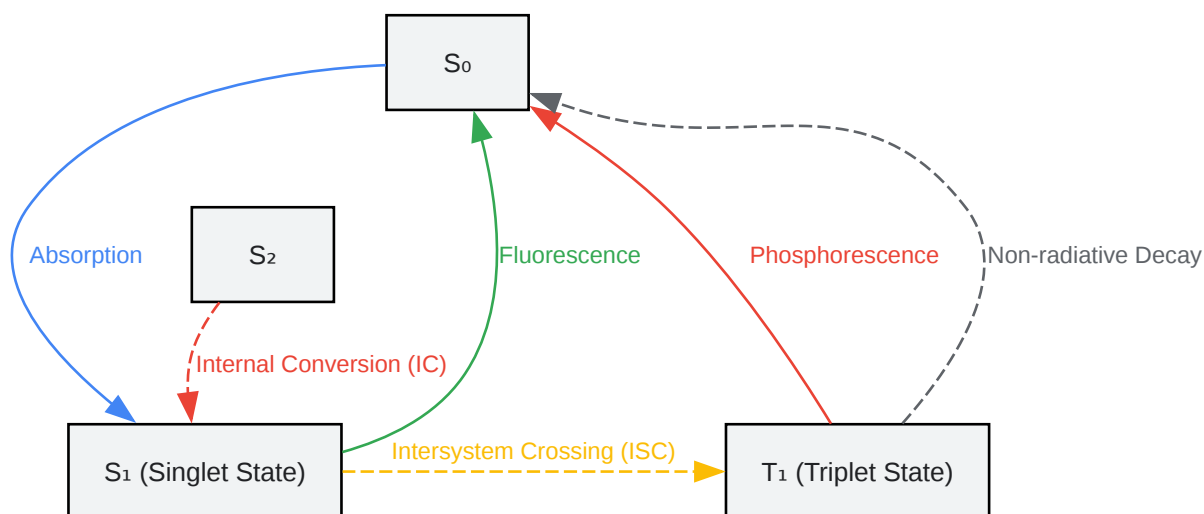 S₀
Absorption
S₂
Fluorescence
Phosphorescence
Non-radiative Decay
Internal Conversion (IC)
S₁ (Singlet State)
Intersystem Crossing (ISC)
T₁ (Triplet State)